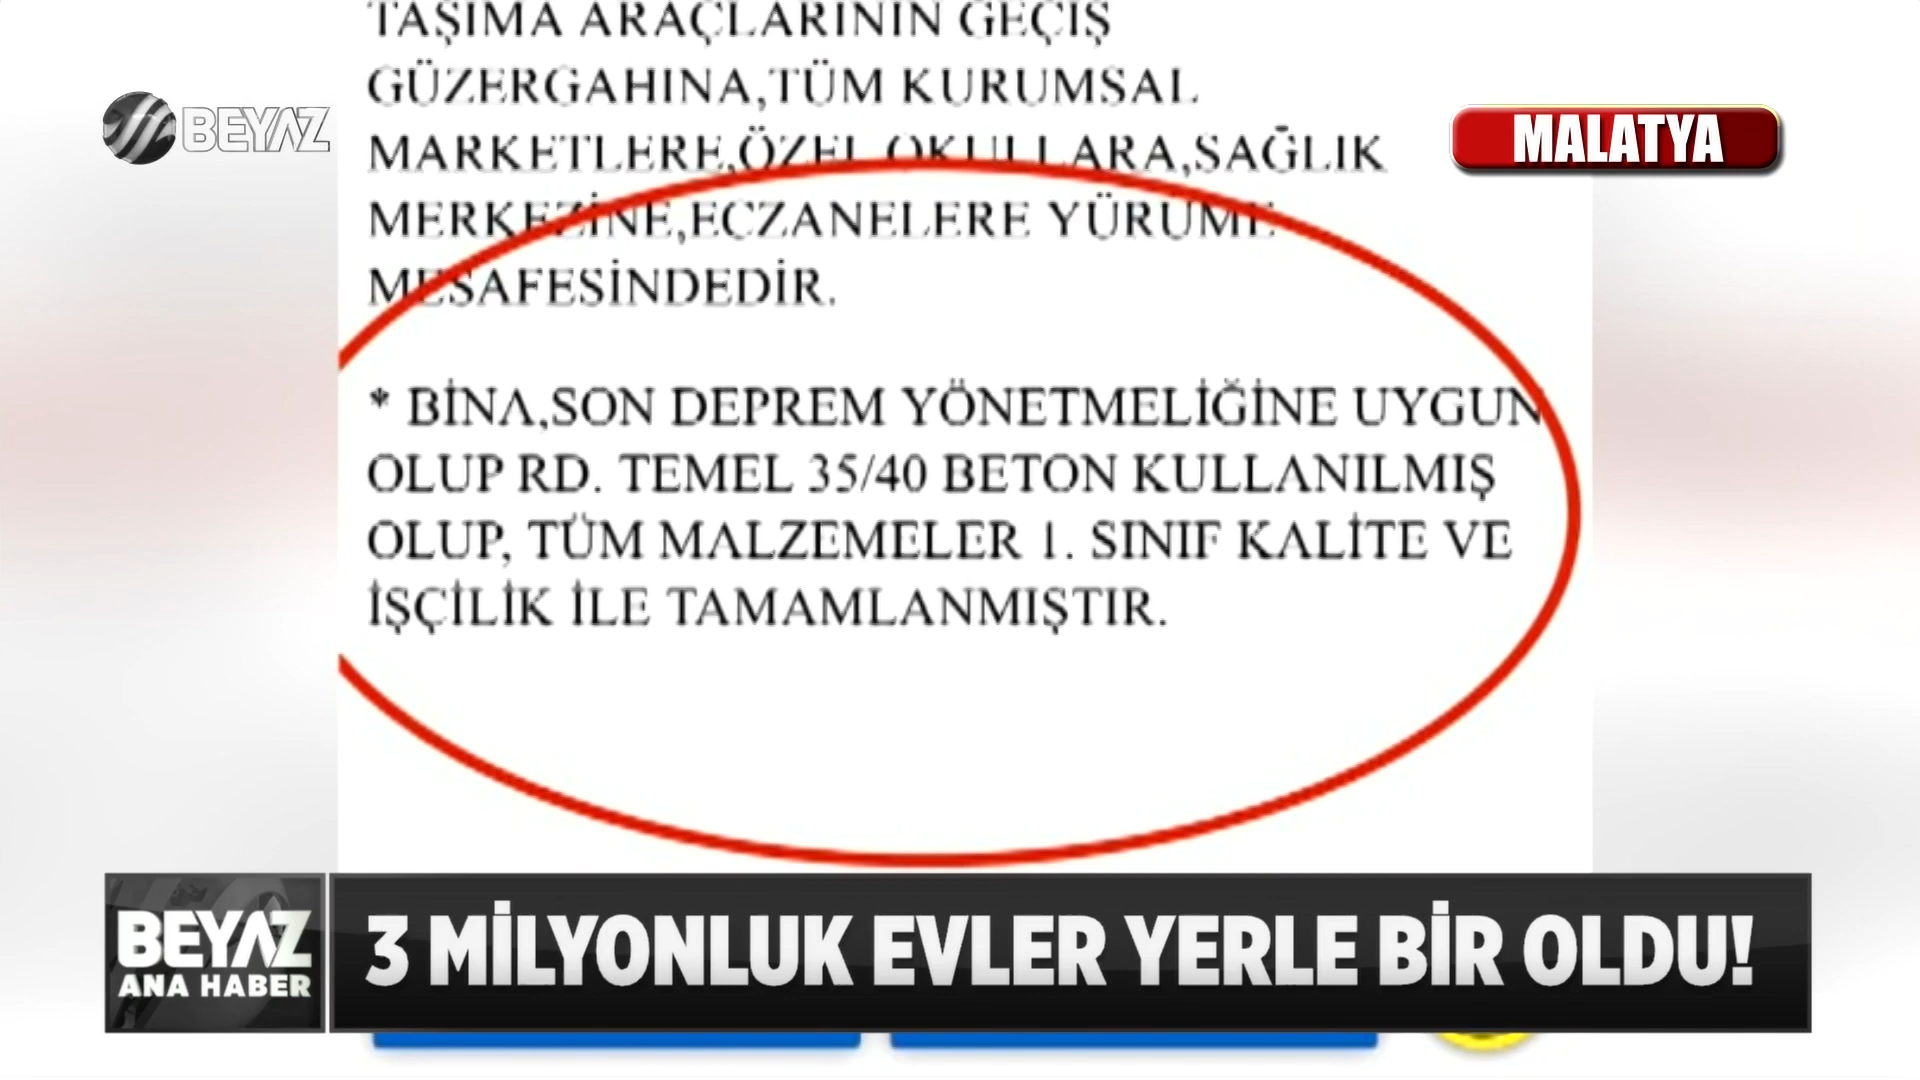 TAŞIMA ARAÇLARININ GEÇİŞ
GÜZERGAHINA,TÜM KURUMSAL
MARKETLERE,ÖZEL OKULLARA,SAĞLIK
MERKEZİNE,ECZANELERE YÜRÜME
MESAFESİNDEDİR.
* BİNA,SON DEPREM YÖNETMELİĞİNE UYGUN
OLUP RD. TEMEL 35/40 BETON KULLANILMIŞ
OLUP, TÜM MALZEMELER 1. SINIF KALİTE VE
İŞÇİLİK İLE TAMAMLANMIŞTIR.
BEYAZ
MALATYA
BEYAZ
ANA HABER
3 MİLYONLUK EVLER YERLE BİR OLDU!